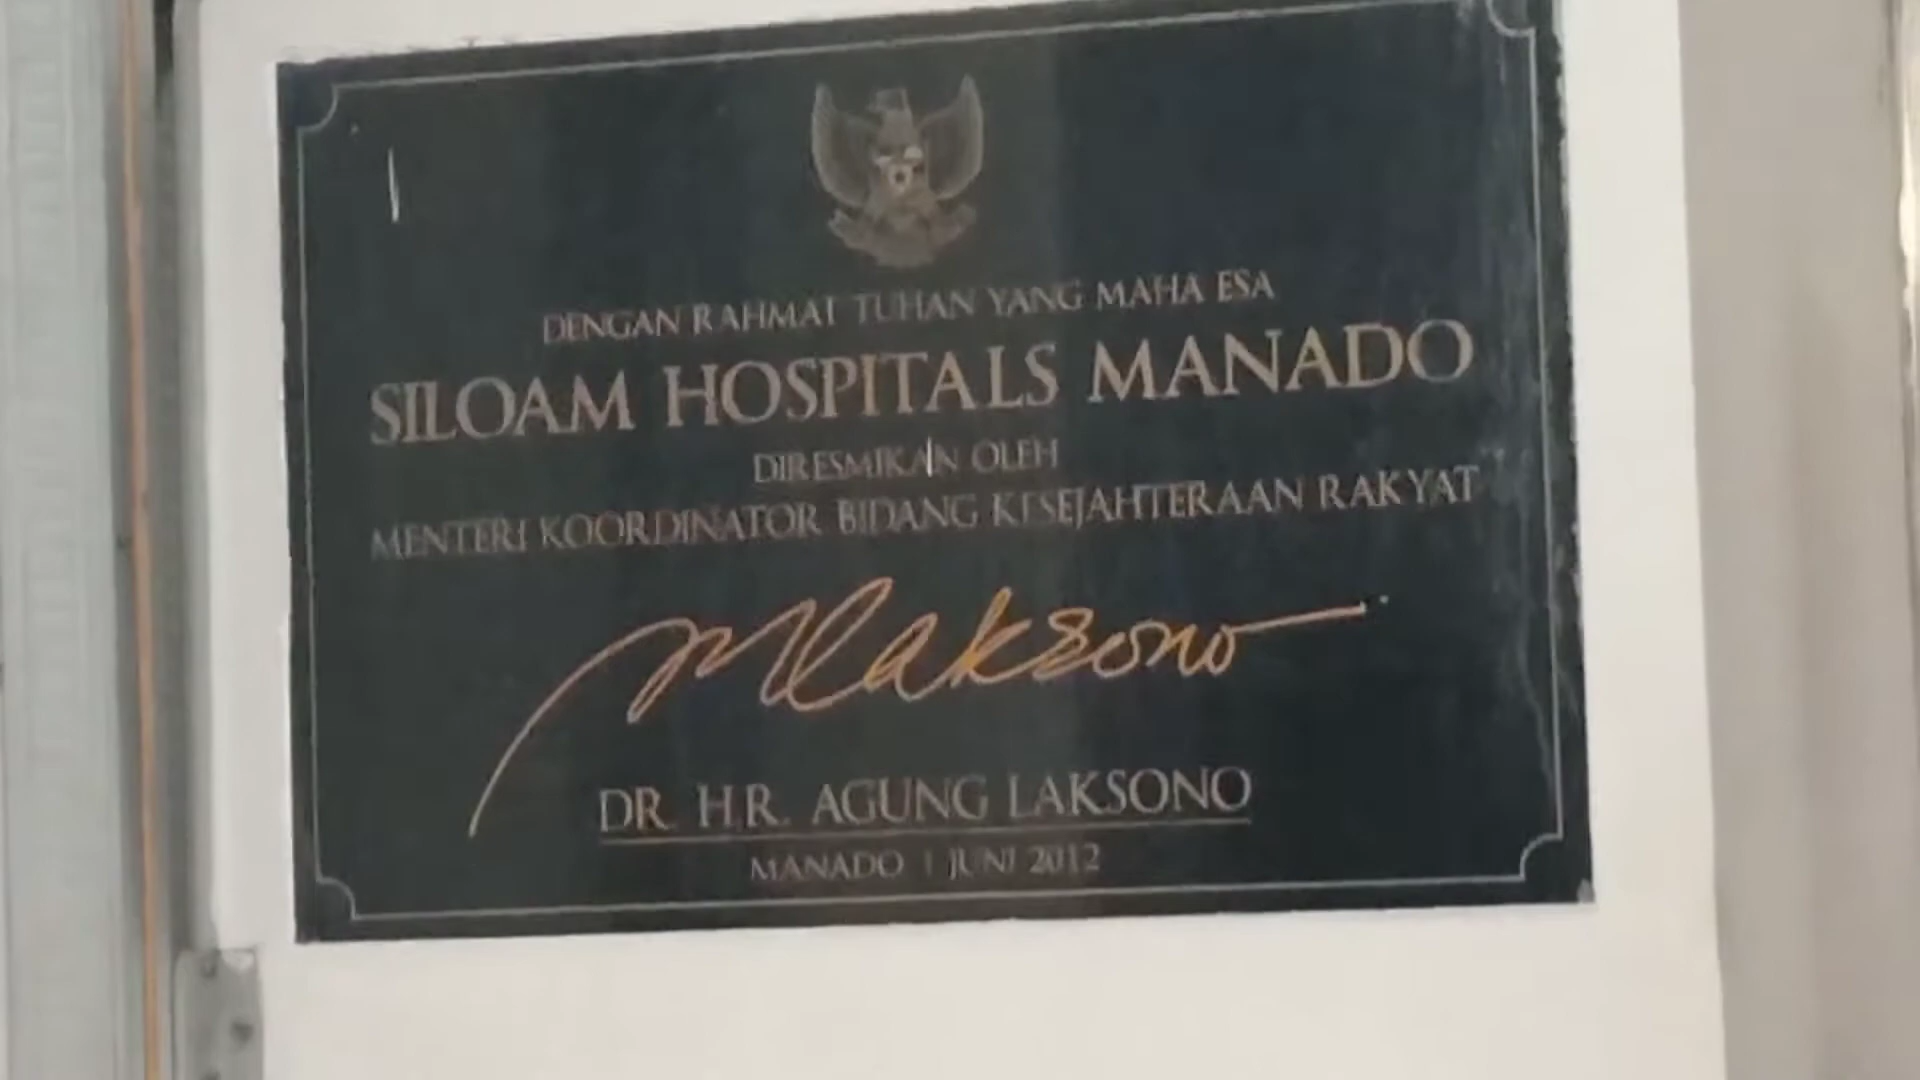 DENGAN RAHMAT TUHAN YANG MAHA ESA
SILOAM HOSPITALS MANADO
DIRESMIKAN OLEH
MENTERI KOORDINATOR BIDANG KESEJAHTERAAN RAKYAT
Mlaksono
DR. H.R. AGUNG LAKSONO
MANADO 1 JUNI 2012